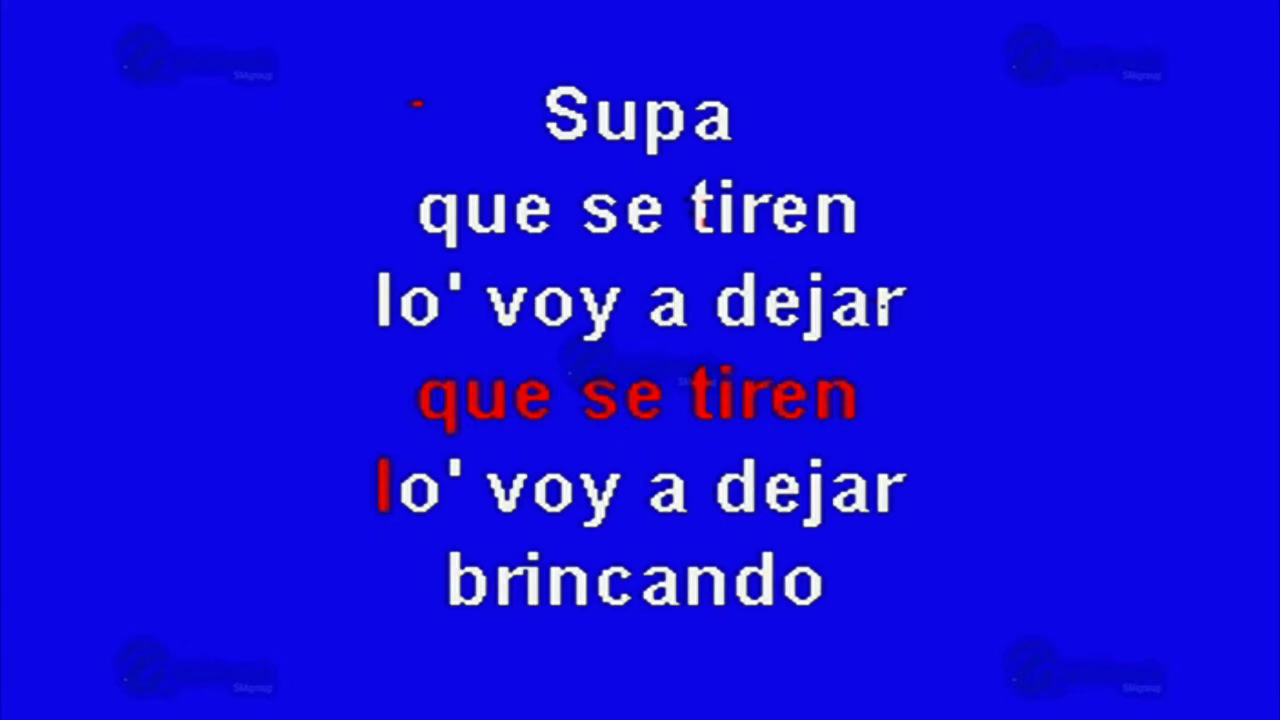 Supa
que se tiren
lo' voy a dejar
que se tiren
lo' voy a dejar
brincando